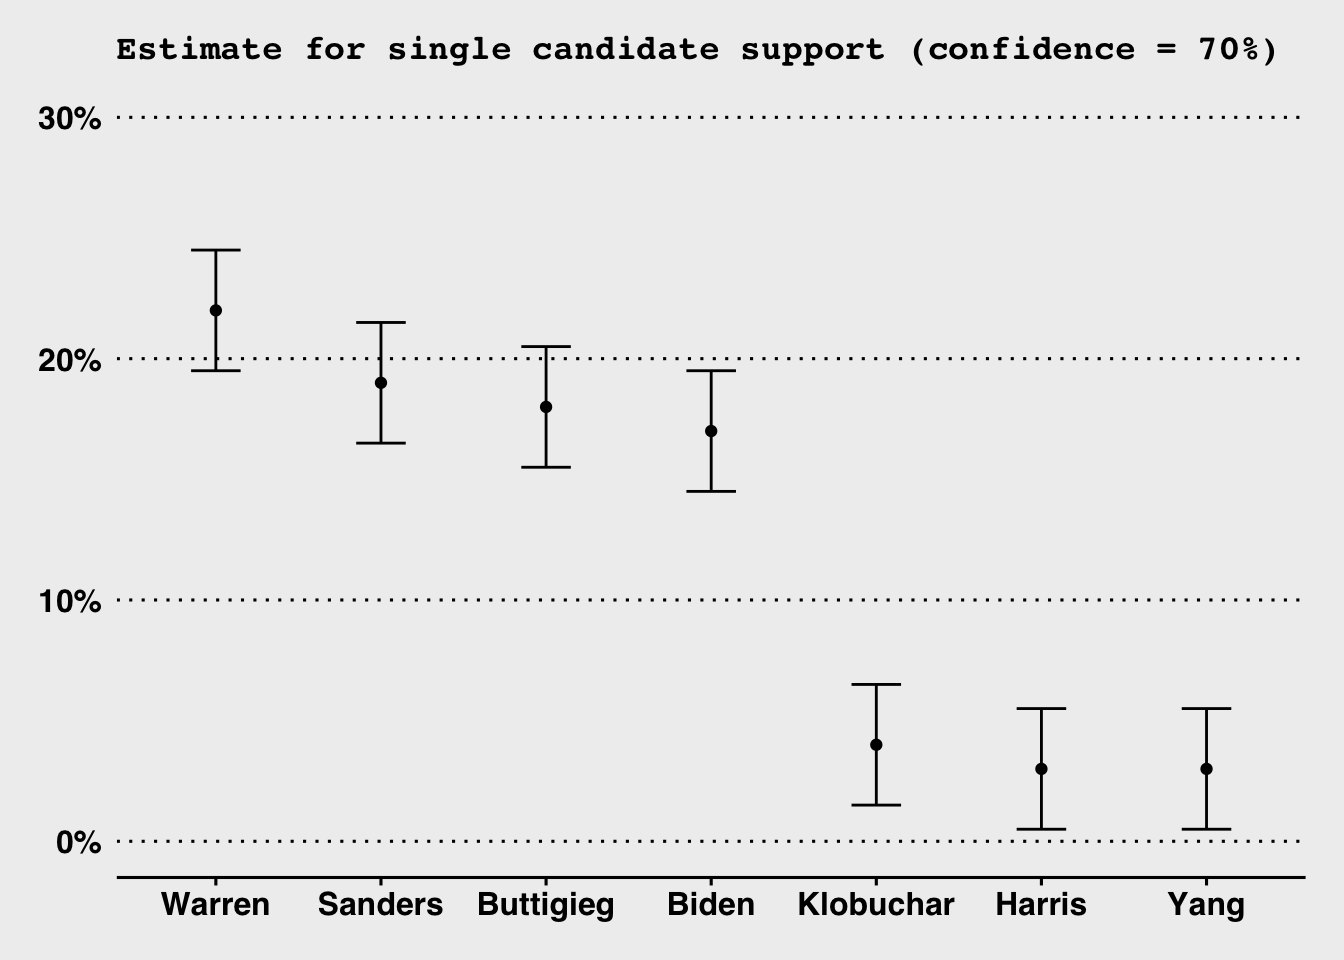 Estimate for single candidate support (confidence = 70%)
30%
20%
10%
0%
Warren Sanders Buttigieg Biden Klobuchar Harris Yang